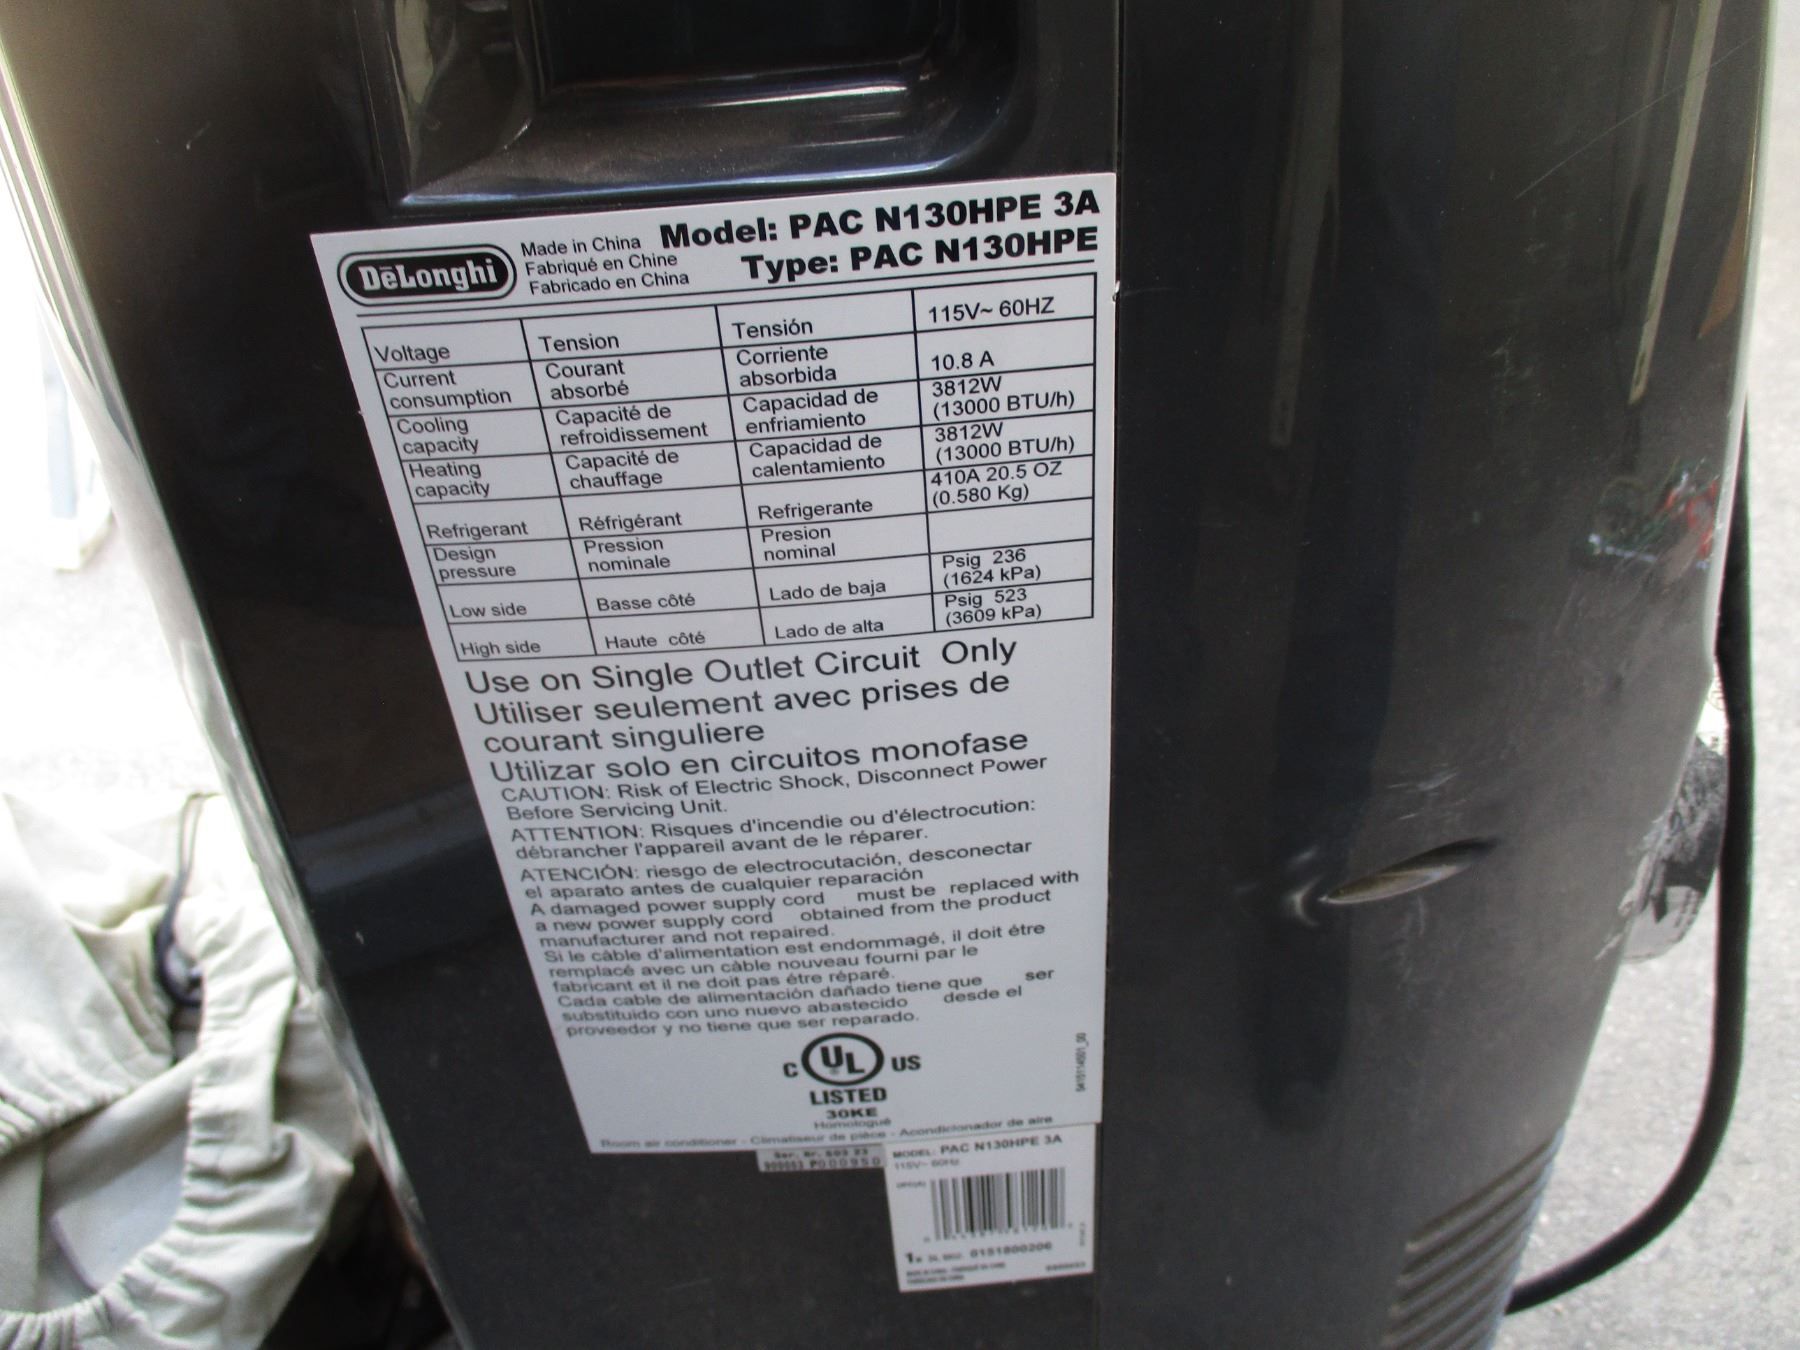 DēLonghi
Made in China
Fabriqué en Chine
Fabricado en China
Model: PAC N130HPE 3A
Type: PAC N130HPE
Voltage Tension Tensión 115V~ 60HZ
Current consumption Courant absorbé Corriente absorbida 10.8 A
Cooling capacity Capacité de refroidissement Capacidad de enfriamiento 3812W (13000 BTU/h)
Heating capacity Capacité de chauffage Capacidad de calentamiento 3812W (13000 BTU/h)
Refrigerant Réfrigérant Refrigerante 410A 20.5 OZ (0.580 Kg)
Design pressure Pression nominale Presion nominal
Low side Basse côté Lado de baja Psig 236 (1624 kPa)
High side Haute côté Lado de alta Psig 523 (3609 kPa)
Use on Single Outlet Circuit Only
Utiliser seulement avec prises de
courant singuliere
Utilizar solo en circuitos monofase
CAUTION: Risk of Electric Shock, Disconnect Power
Before Servicing Unit.
ATTENTION: Risques d'incendie ou d'électrocution:
débrancher l'appareil avant de le réparer.
ATENCIÓN: riesgo de electrocutación, desconectar
el aparato antes de cualquier reparación
A damaged power supply cord must be replaced with
a new power supply cord obtained from the product
manufacturer and not repaired.
Si le câble d'alimentation est endommagé, il doit étre
remplacé avec un câble nouveau fourni par le
fabricant et il ne doit pas étre réparé.
Cada cable de alimentación dañado tiene que ser
substituido con uno nuevo abastecido desde el
proveedor y no tiene que ser reparado.
C UL US
LISTED
30KE
Homologué
Room air conditioner - Climatiseur de pièce - Acondicionador de aire
MODEL: PAC N130HPE 3A
115V~ 60Hz
0151800206